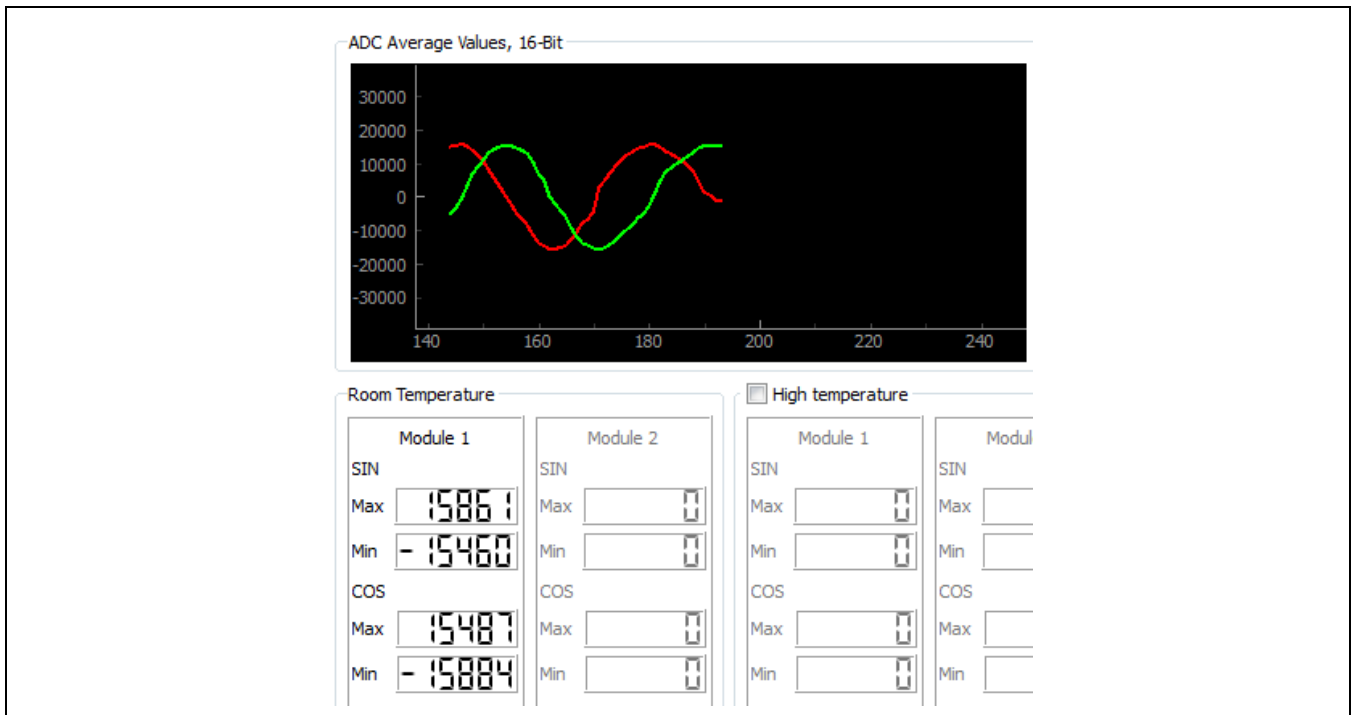 ADC Average Values, 16-Bit
30000
20000
10000
0
-10000
-20000
-30000
140 160 180 200 220 240
Room Temperature High temperature
Module 1 Module 2 Module 1 Modul
SIN SIN SIN SIN
Max 15861 Max 0 Max 0 Max
Min -15460 Min 0 Min 0 Min
COS COS COS COS
Max 15487 Max 0 Max 0 Max
Min -15884 Min 0 Min 0 Min